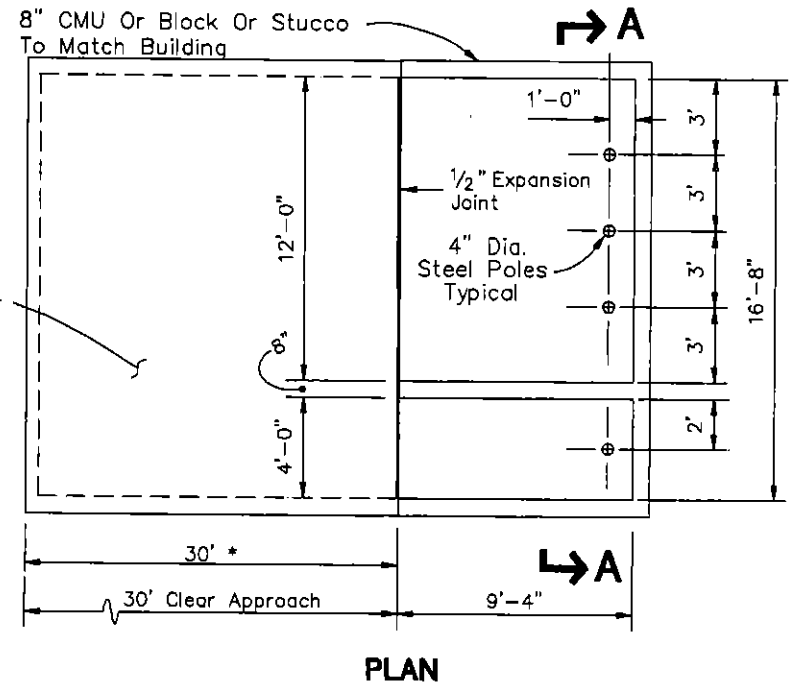 8" CMU Or Block Or Stucco
To Match Building
A
1'-0"
3'
1/2" Expansion
Joint
3'
12'-0"
4" Dia.
Steel Poles
Typical
3'
16'-8"
3'
8"
4'-0"
2'
30' *
A
30' Clear Approach
9'-4"
PLAN